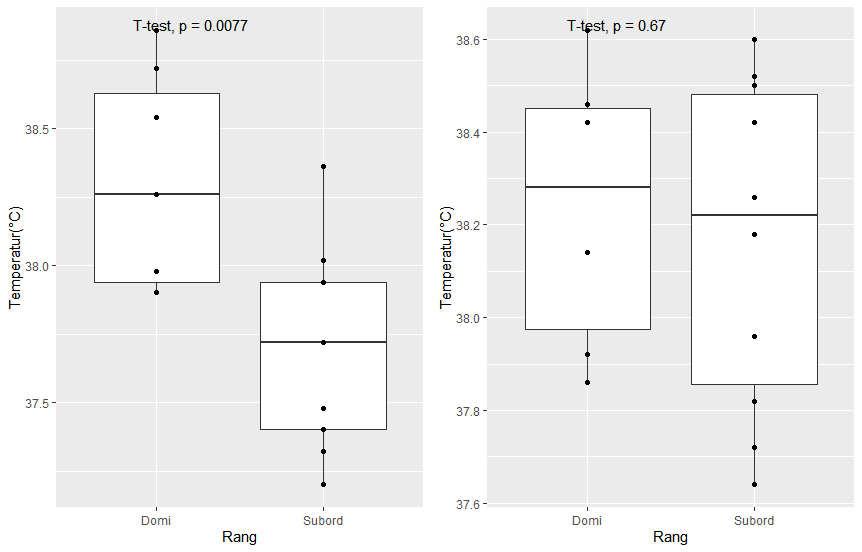 T-test, p = 0.0077
38.5
38.0
37.5
Temperatur(°C)
Domi
Subord
Rang
T-test, p = 0.67
38.6
38.4
38.2
38.0
37.8
37.6
Temperatur(°C)
Domi
Subord
Rang